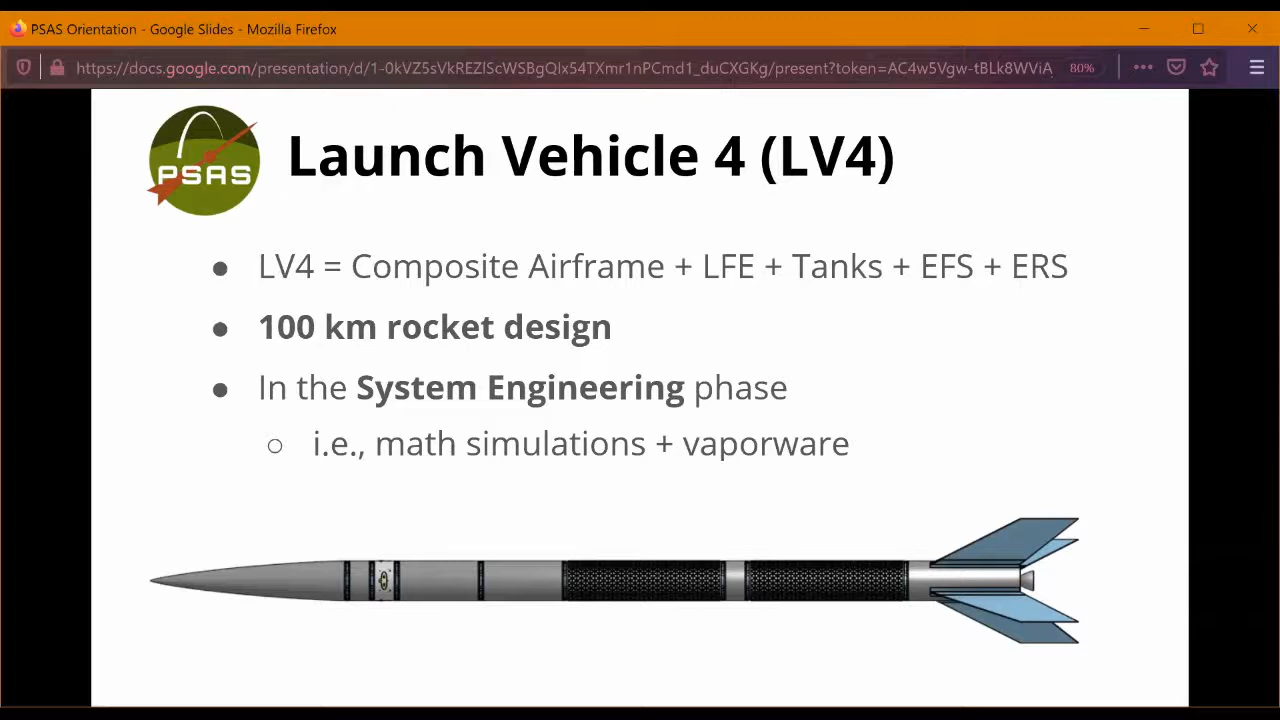 PSAS Orientation - Google Slides - Mozilla Firefox
https://docs.google.com/presentation/d/1-0kVZ5sVkREZlScWSBgQlx54TXmr1nPCmd1_duCXGKg/present?token=AC4w5Vgw-tBLk8WViA 80%
PSAS
Launch Vehicle 4 (LV4)
● LV4 = Composite Airframe + LFE + Tanks + EFS + ERS
● 100 km rocket design
● In the System Engineering phase
○ i.e., math simulations + vaporware